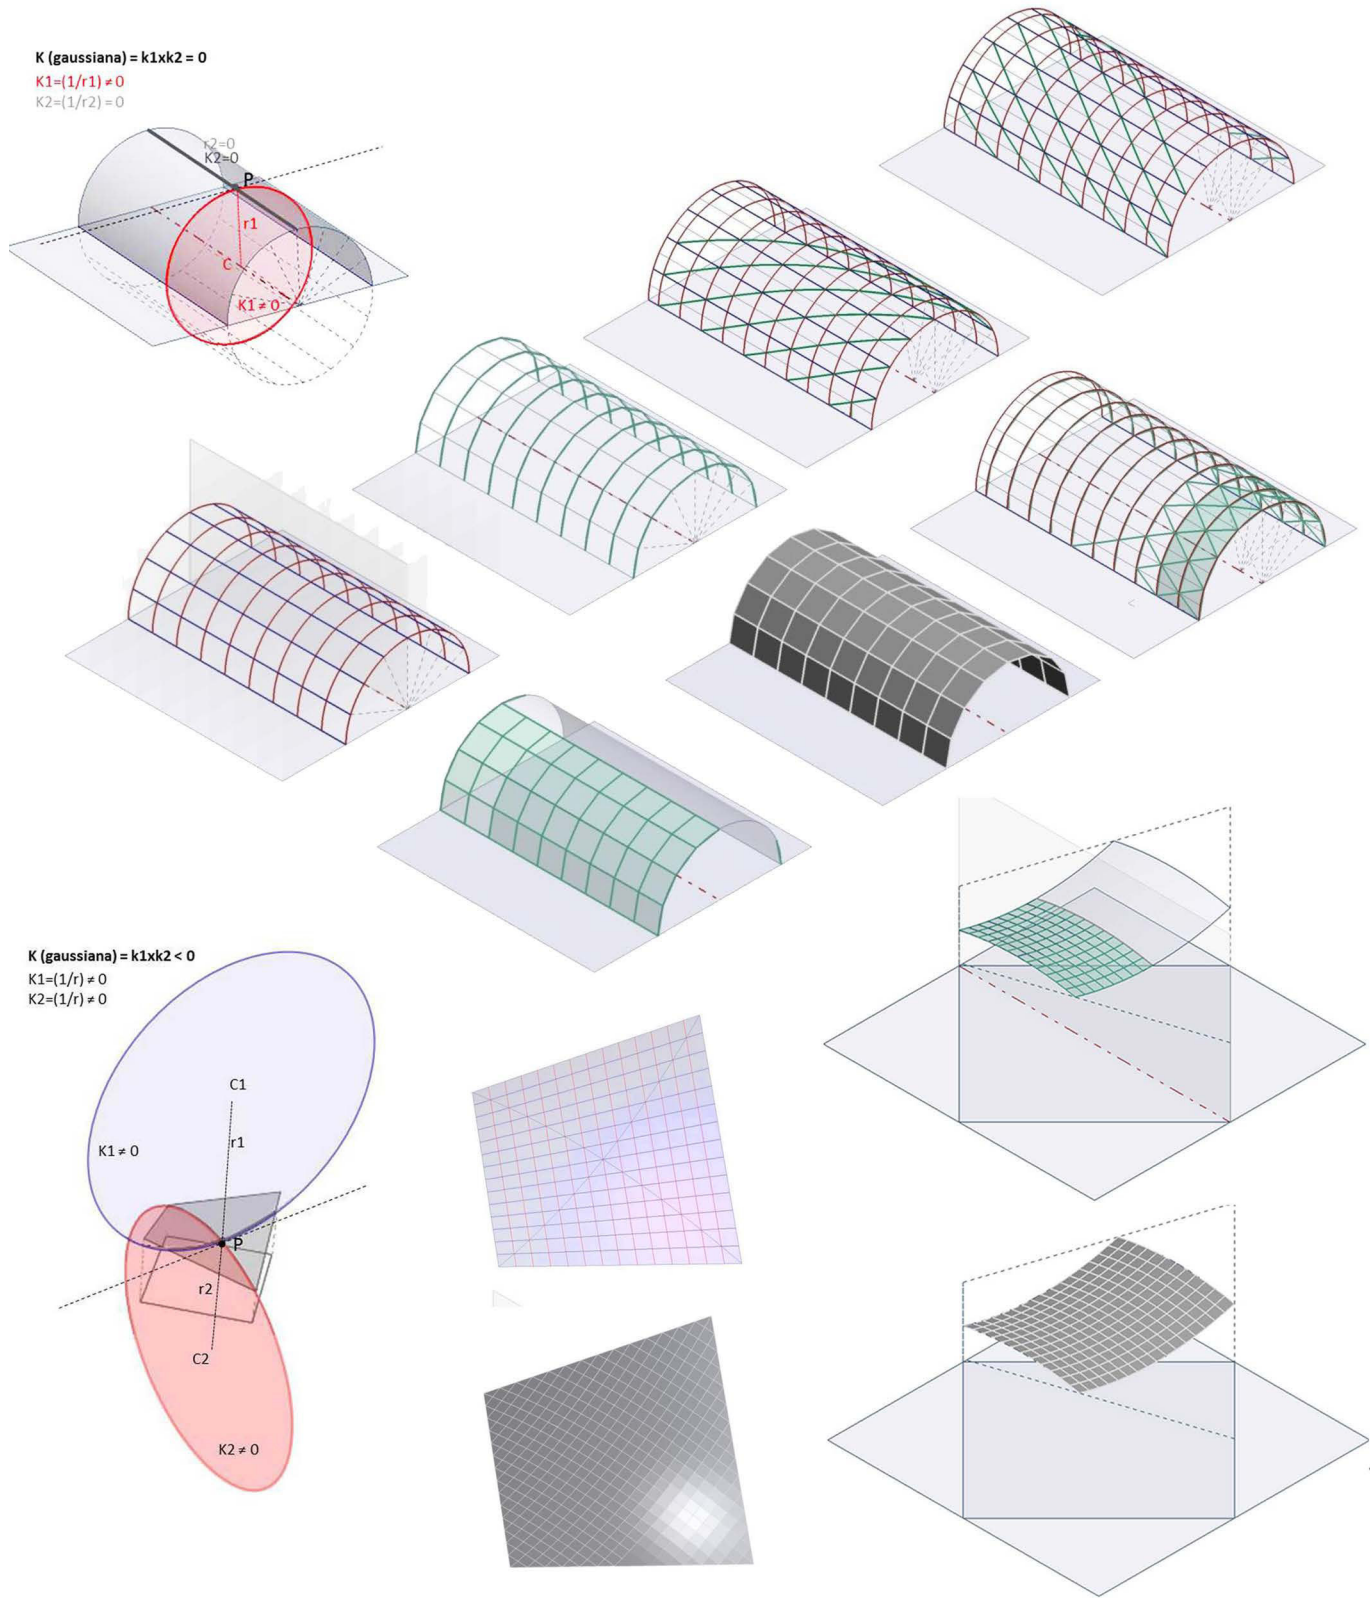 K (gaussiana) = k1xk2 = 0
K1=(1/r1) ≠ 0
K2=(1/r2) = 0
r2=0
K2=0
P
r1
C
K1 ≠ 0
K (gaussiana) = k1xk2 < 0
K1=(1/r) ≠ 0
K2=(1/r) ≠ 0
C1
r1
K1 ≠ 0
P
r2
C2
K2 ≠ 0